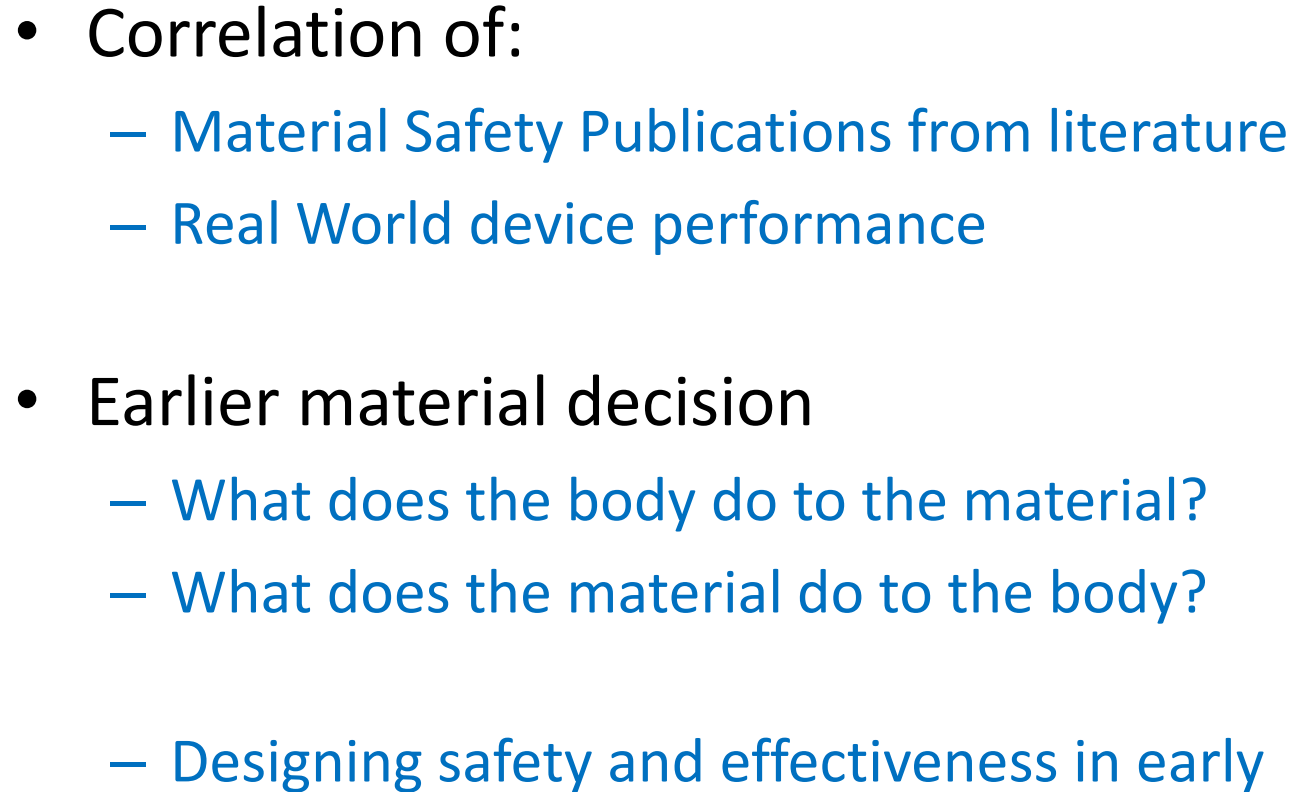 • Correlation of:
– Material Safety Publications from literature
– Real World device performance
• Earlier material decision
– What does the body do to the material?
– What does the material do to the body?
– Designing safety and effectiveness in early